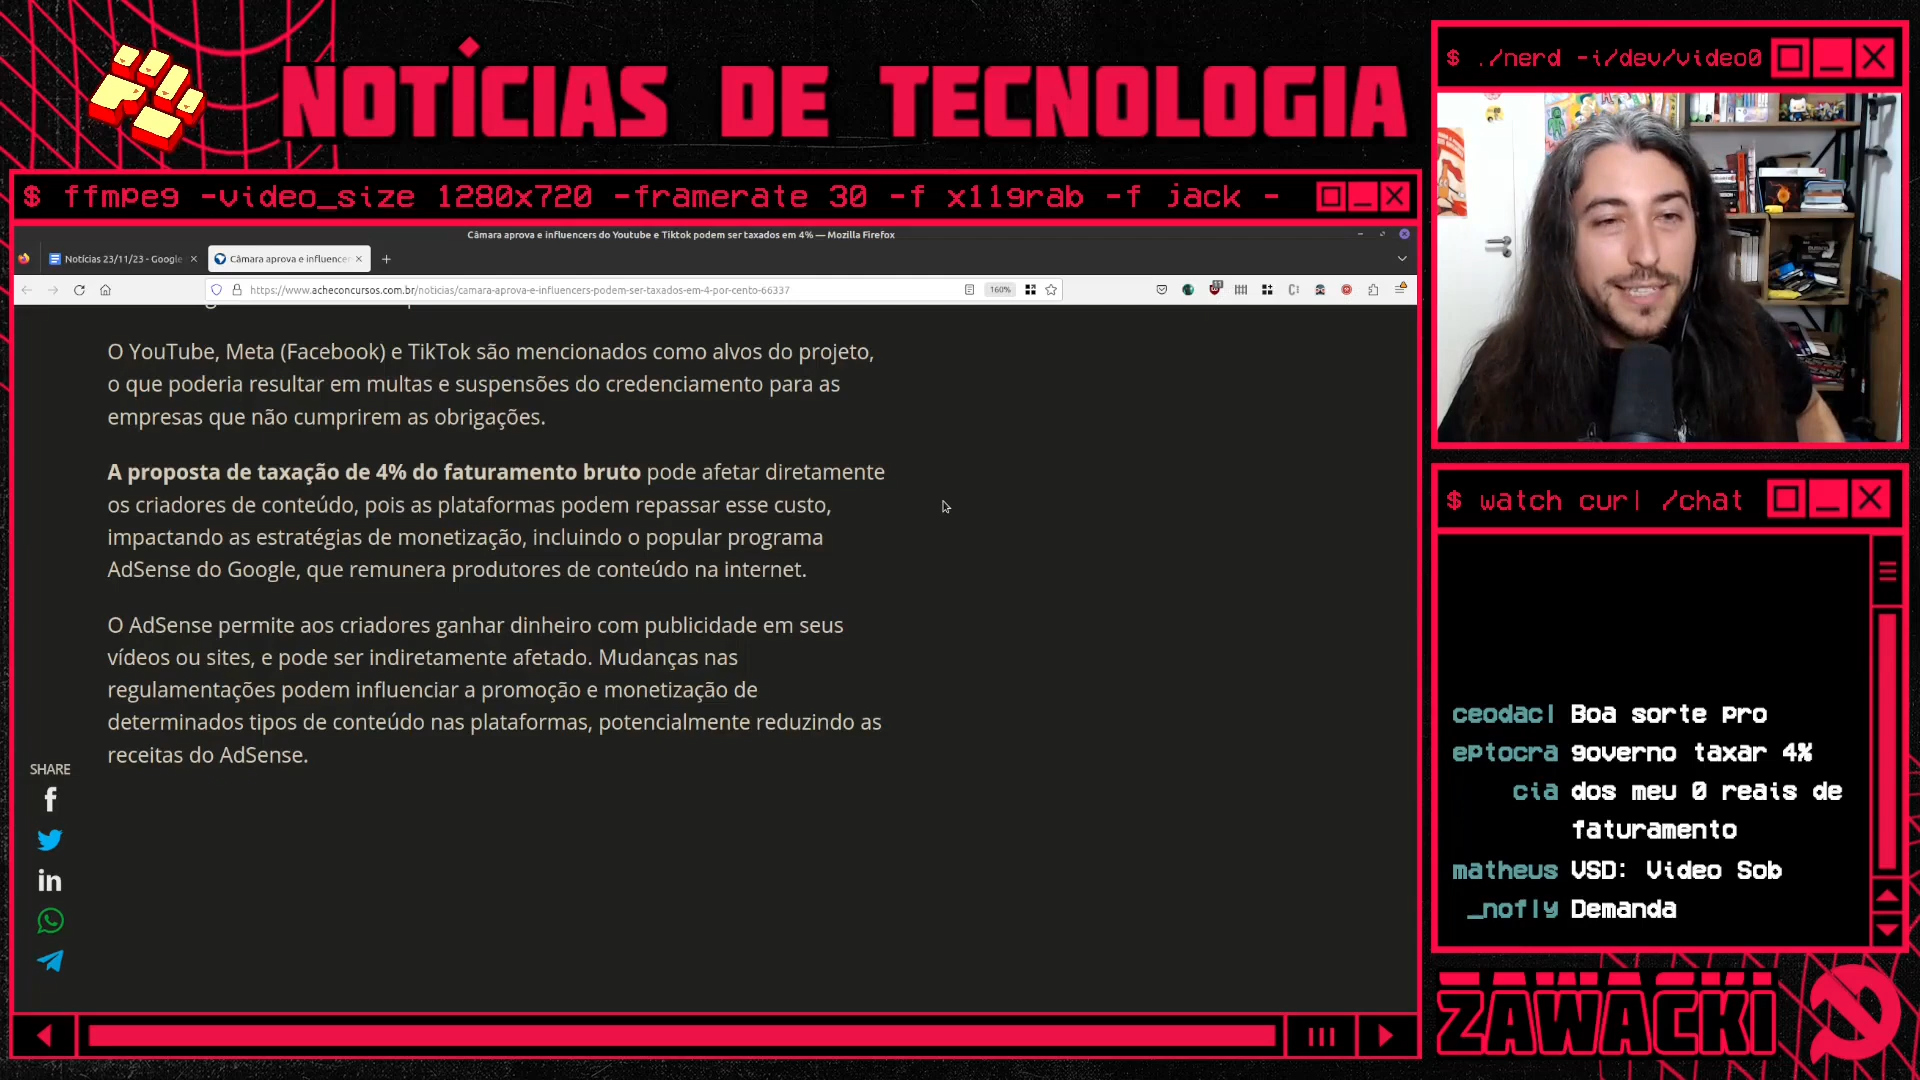 NOTÍCIAS DE TECNOLOGIA
$ ffmpeg -video_size 1280x720 -framerate 30 -f x11grab -f jack -
Câmara aprova e influencers do Youtube e Tiktok podem ser taxados em 4% — Mozilla Firefox
Notícias 23/11/23 - Google
Câmara aprova e influencer
https://www.acheconcursos.com.br/noticias/camara-aprova-e-influencers-podem-ser-taxados-em-4-por-cento-66337
160%
O YouTube, Meta (Facebook) e TikTok são mencionados como alvos do projeto,
o que poderia resultar em multas e suspensões do credenciamento para as
empresas que não cumprirem as obrigações.
A proposta de taxação de 4% do faturamento bruto pode afetar diretamente
os criadores de conteúdo, pois as plataformas podem repassar esse custo,
impactando as estratégias de monetização, incluindo o popular programa
AdSense do Google, que remunera produtores de conteúdo na internet.
O AdSense permite aos criadores ganhar dinheiro com publicidade em seus
vídeos ou sites, e pode ser indiretamente afetado. Mudanças nas
regulamentações podem influenciar a promoção e monetização de
determinados tipos de conteúdo nas plataformas, potencialmente reduzindo as
receitas do AdSense.
SHARE
$ ./nerd -i/dev/video0
$ watch curl /chat
ceodacl Boa sorte pro
eptocra governo taxar 4%
cia dos meu 0 reais de
faturamento
matheus VSD: Video Sob
_nofly Demanda
ZAWACKI